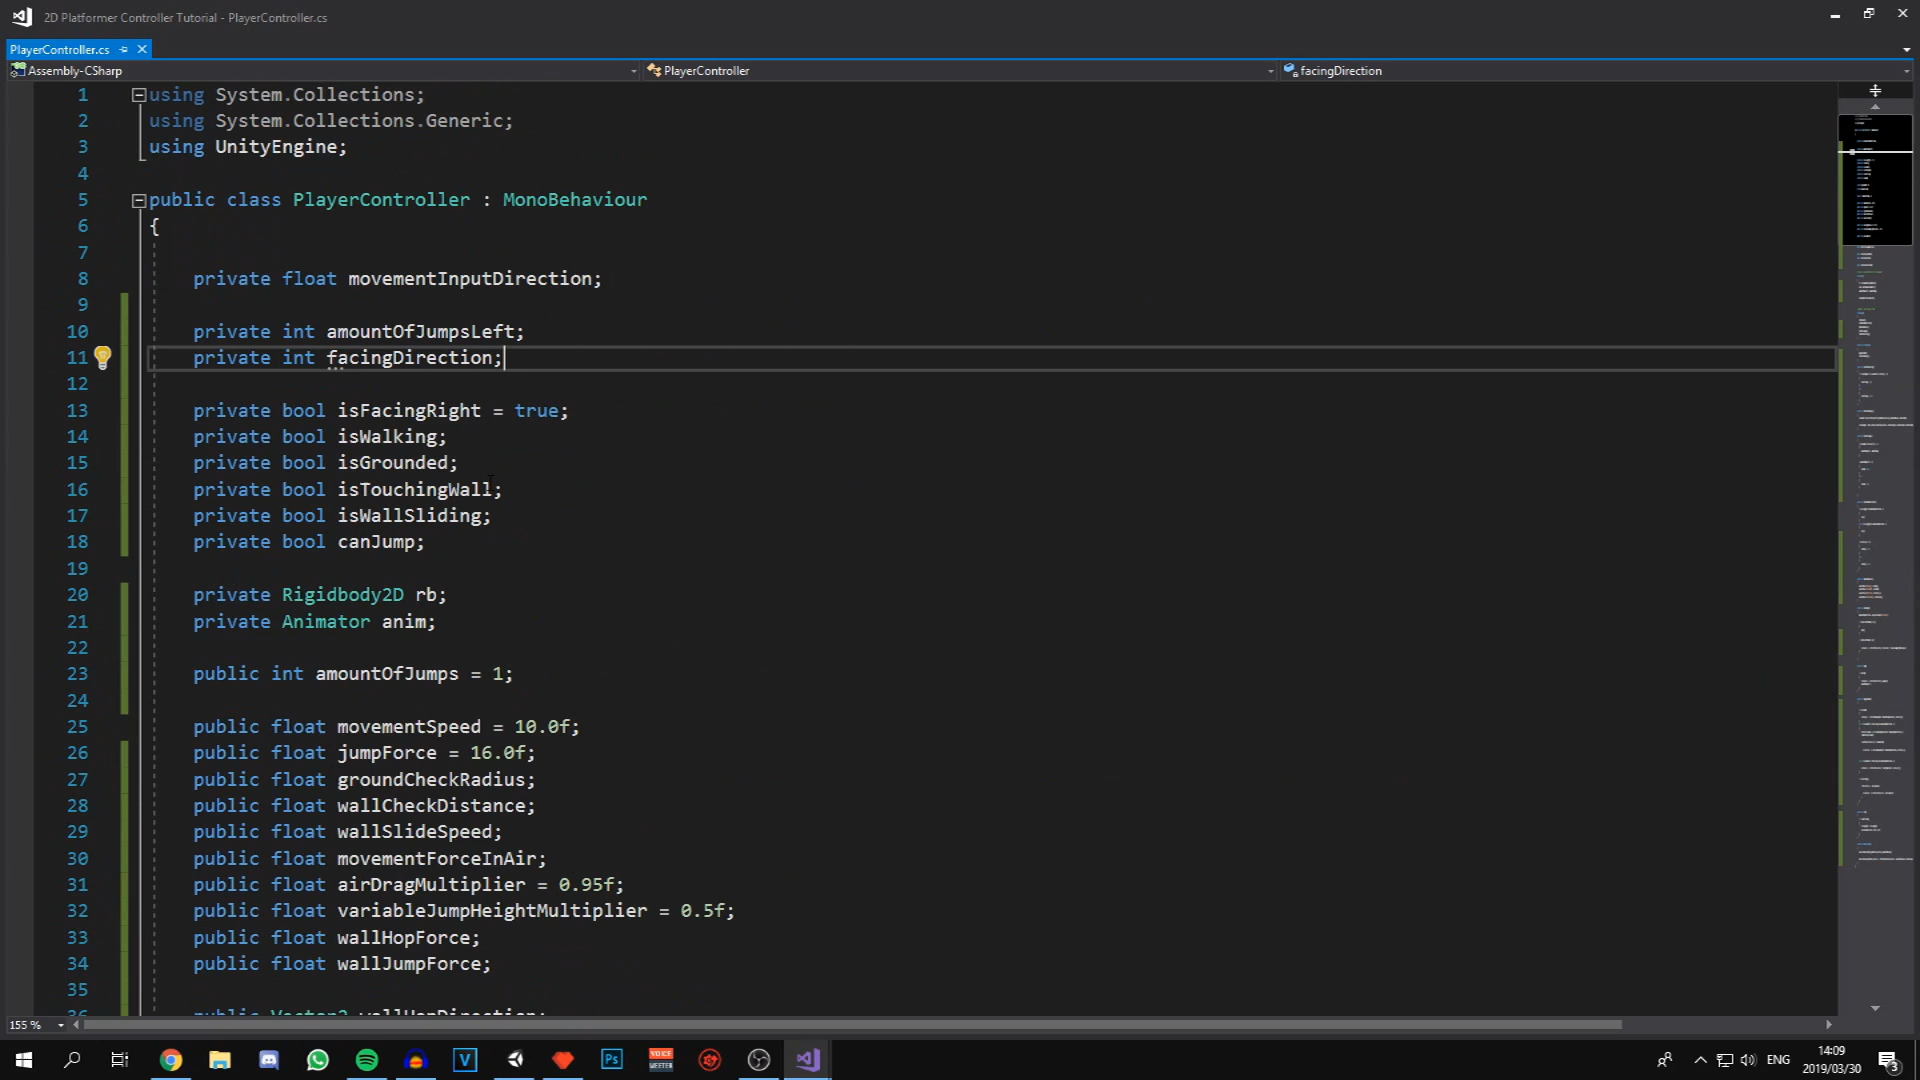 2D Platformer Controller Tutorial - PlayerController.cs
PlayerController.cs
Assembly-CSharp
PlayerController
facingDirection
1 using System.Collections;
2 using System.Collections.Generic;
3 using UnityEngine;
4
5 public class PlayerController : MonoBehaviour
6 {
7
8 private float movementInputDirection;
9
10 private int amountOfJumpsLeft;
11 private int facingDirection;
12
13 private bool isFacingRight = true;
14 private bool isWalking;
15 private bool isGrounded;
16 private bool isTouchingWall;
17 private bool isWallSliding;
18 private bool canJump;
19
20 private Rigidbody2D rb;
21 private Animator anim;
22
23 public int amountOfJumps = 1;
24
25 public float movementSpeed = 10.0f;
26 public float jumpForce = 16.0f;
27 public float groundCheckRadius;
28 public float wallCheckDistance;
29 public float wallSlideSpeed;
30 public float movementForceInAir;
31 public float airDragMultiplier = 0.95f;
32 public float variableJumpHeightMultiplier = 0.5f;
33 public float wallHopForce;
34 public float wallJumpForce;
35
36 public Vector2 wallHopDirection;
155 %
V
Ps
VOICE
ENG
14:09
2019/03/30
3